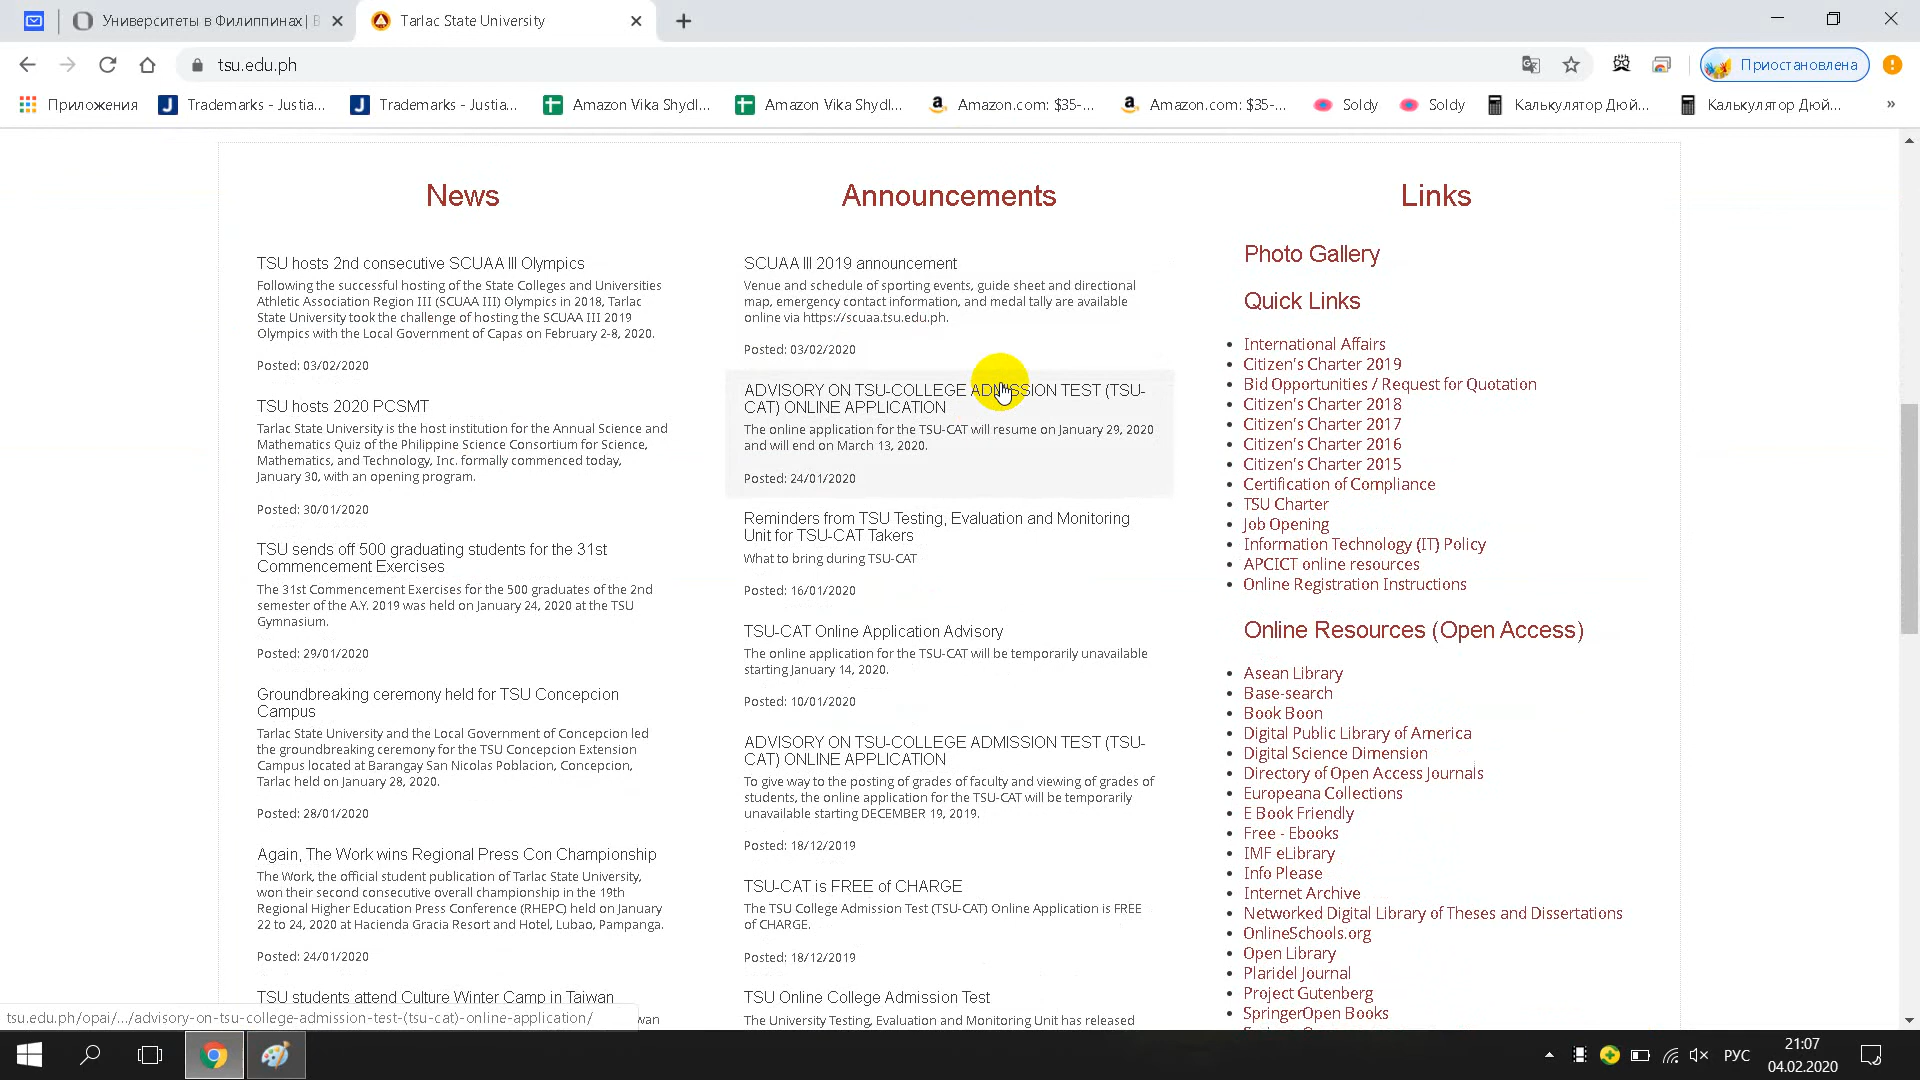 Университеты в Филиппинах | В
Tarlac State University
tsu.edu.ph
Приостановлена
Приложения
Trademarks - Justia...
Trademarks - Justia...
Amazon Vika Shydl...
Amazon Vika Shydl...
Amazon.com: $35-...
Amazon.com: $35-...
Soldy
Soldy
Калькулятор Дюй...
Калькулятор Дюй...
»
News
TSU hosts 2nd consecutive SCUAA III Olympics
Following the successful hosting of the State Colleges and Universities
Athletic Association Region III (SCUAA III) Olympics in 2018, Tarlac
State University took the challenge of hosting the SCUAA III 2019
Olympics with the Local Government of Capas on February 2-8, 2020.
Posted: 03/02/2020
TSU hosts 2020 PCSMT
Tarlac State University is the host institution for the Annual Science and
Mathematics Quiz of the Philippine Science Consortium for Science,
Mathematics, and Technology, Inc. formally commenced today,
January 30, with an opening program.
Posted: 30/01/2020
TSU sends off 500 graduating students for the 31st
Commencement Exercises
The 31st Commencement Exercises for the 500 graduates of the 2nd
semester of the A.Y. 2019 was held on January 24, 2020 at the TSU
Gymnasium.
Posted: 29/01/2020
Groundbreaking ceremony held for TSU Concepcion
Campus
Tarlac State University and the Local Government of Concepcion led
the groundbreaking ceremony for the TSU Concepcion Extension
Campus located at Barangay San Nicolas Poblacion, Concepcion,
Tarlac held on January 28, 2020.
Posted: 28/01/2020
Again, The Work wins Regional Press Con Championship
The Work, the official student publication of Tarlac State University,
won their second consecutive overall championship in the 19th
Regional Higher Education Press Conference (RHEPC) held on January
22 to 24, 2020 at Hacienda Gracia Resort and Hotel, Lubao, Pampanga.
Posted: 24/01/2020
TSU students attend Culture Winter Camp in Taiwan
wan
Announcements
SCUAA III 2019 announcement
Venue and schedule of sporting events, guide sheet and directional
map, emergency contact information, and medal tally are available
online via https://scuaa.tsu.edu.ph.
Posted: 03/02/2020
ADVISORY ON TSU-COLLEGE ADMISSION TEST (TSU-
CAT) ONLINE APPLICATION
The online application for the TSU-CAT will resume on January 29, 2020
and will end on March 13, 2020.
Posted: 24/01/2020
Reminders from TSU Testing, Evaluation and Monitoring
Unit for TSU-CAT Takers
What to bring during TSU-CAT
Posted: 16/01/2020
TSU-CAT Online Application Advisory
The online application for the TSU-CAT will be temporarily unavailable
starting January 14, 2020.
Posted: 10/01/2020
ADVISORY ON TSU-COLLEGE ADMISSION TEST (TSU-
CAT) ONLINE APPLICATION
To give way to the posting of grades of faculty and viewing of grades of
students, the online application for the TSU-CAT will be temporarily
unavailable starting DECEMBER 19, 2019.
Posted: 18/12/2019
TSU-CAT is FREE of CHARGE
The TSU College Admission Test (TSU-CAT) Online Application is FREE
of CHARGE.
Posted: 18/12/2019
TSU Online College Admission Test
The University Testing, Evaluation and Monitoring Unit has released
Links
Photo Gallery
Quick Links
International Affairs
Citizen's Charter 2019
Bid Opportunities / Request for Quotation
Citizen's Charter 2018
Citizen's Charter 2017
Citizen's Charter 2016
Citizen's Charter 2015
Certification of Compliance
TSU Charter
Job Opening
Information Technology (IT) Policy
APCICT online resources
Online Registration Instructions
Online Resources (Open Access)
Asean Library
Base-search
Book Boon
Digital Public Library of America
Digital Science Dimension
Directory of Open Access Journals
Europeana Collections
E Book Friendly
Free - Ebooks
IMF eLibrary
Info Please
Internet Archive
Networked Digital Library of Theses and Dissertations
OnlineSchools.org
Open Library
Plaridel Journal
Project Gutenberg
SpringerOpen Books
tsu.edu.ph/opai/.../advisory-on-tsu-college-admission-test-(tsu-cat)-online-application/
РУС
21:07
04.02.2020